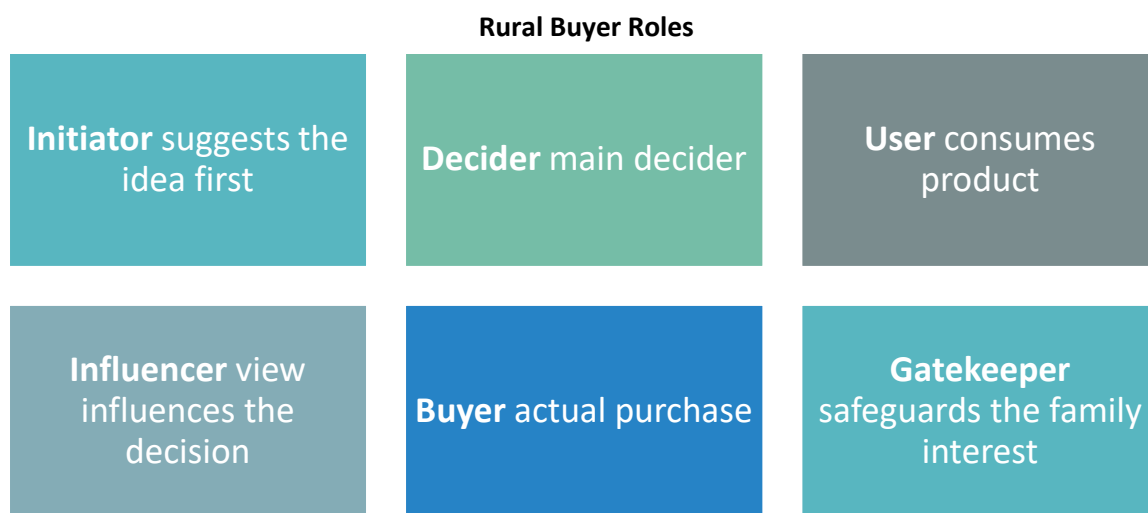 Rural Buyer Roles
Initiator suggests the
idea first
Decider main decider
User consumes
product
Influencer view
influences the
decision
Buyer actual purchase
Gatekeeper
safeguards the family
interest